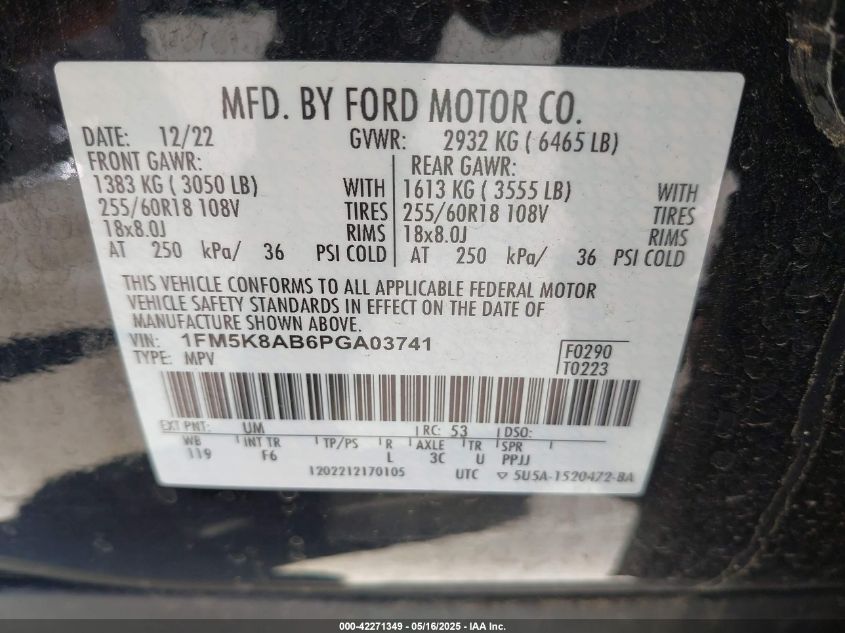 MFD. BY FORD MOTOR CO.
DATE: 12/22 GVWR: 2932 KG ( 6465 LB)
FRONT GAWR: REAR GAWR:
1383 KG ( 3050 LB) WITH 1613 KG ( 3555 LB) WITH
255/60R18 108V TIRES 255/60R18 108V TIRES
18x8.0J RIMS 18x8.0J RIMS
AT 250 kPa/ 36 PSI COLD AT 250 kPa/ 36 PSI COLD
THIS VEHICLE CONFORMS TO ALL APPLICABLE FEDERAL MOTOR
VEHICLE SAFETY STANDARDS IN EFFECT ON THE DATE OF
MANUFACTURE SHOWN ABOVE.
VIN: 1FM5K8AB6PGA03741
TYPE: MPV
F0290
T0223
EXT PNT: UM RC: 53 DSO:
WB INT TR TP/PS R AXLE TR SPR
119 F6 L 3C U PPJJ
1202212170105 UTC ▽ 5U5A-1520472-BA
000-42271349 - 05/16/2025 - IAA Inc.